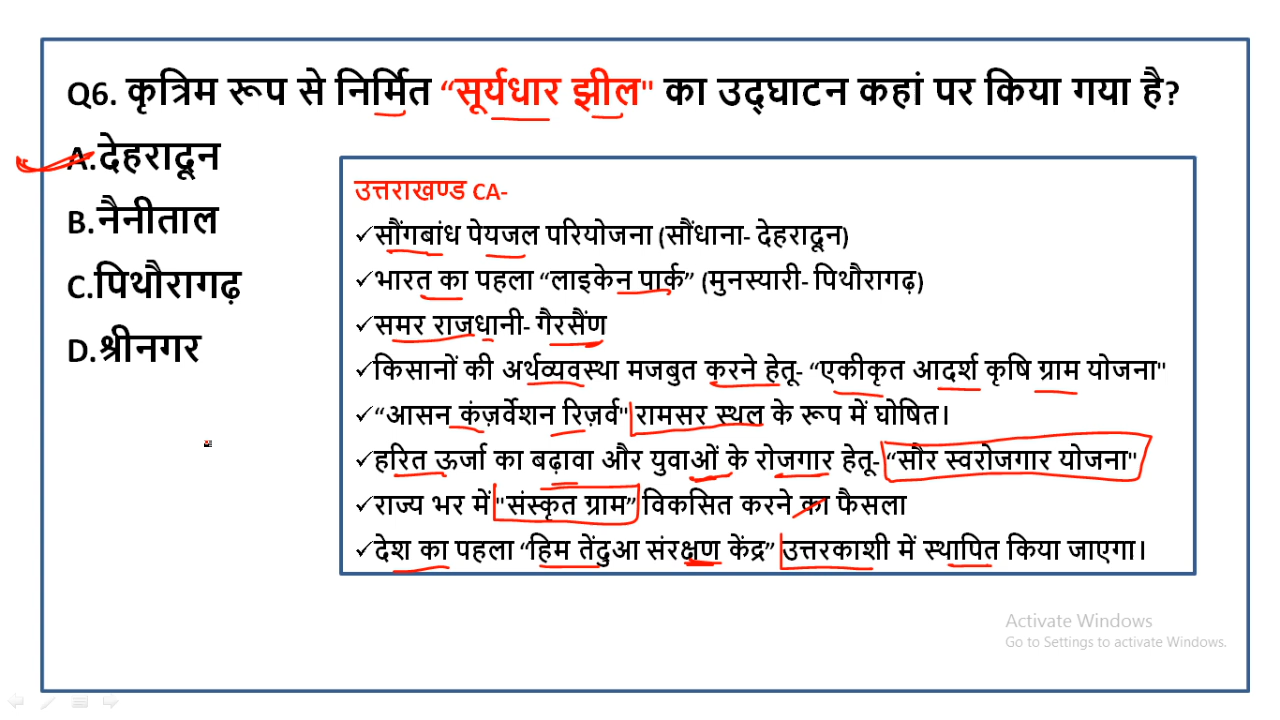 Q6. कृत्रिम रूप से निर्मित “सूर्यधार झील" का उद्घाटन कहां पर किया गया है?
A.देहरादून
B.नैनीताल
C.पिथौरागढ़
D.श्रीनगर
उत्तराखण्ड CA-
✓सौंगबांध पेयजल परियोजना (सौंधाना- देहरादून)
✓भारत का पहला “लाइकेन पार्क” (मुनस्यारी- पिथौरागढ़)
✓समर राजधानी- गैरसैंण
✓किसानों की अर्थव्यवस्था मजबुत करने हेतू- “एकीकृत आदर्श कृषि ग्राम योजना"
✓“आसन कंज़र्वेशन रिज़र्व" रामसर स्थल के रूप में घोषित।
✓हरित ऊर्जा का बढ़ावा और युवाओं के रोजगार हेतू- “सौर स्वरोजगार योजना"
✓राज्य भर में "संस्कृत ग्राम” विकसित करने का फैसला
✓देश का पहला “हिम तेंदुआ संरक्षण केंद्र” उत्तरकाशी में स्थापित किया जाएगा।
Activate Windows
Go to Settings to activate Windows.